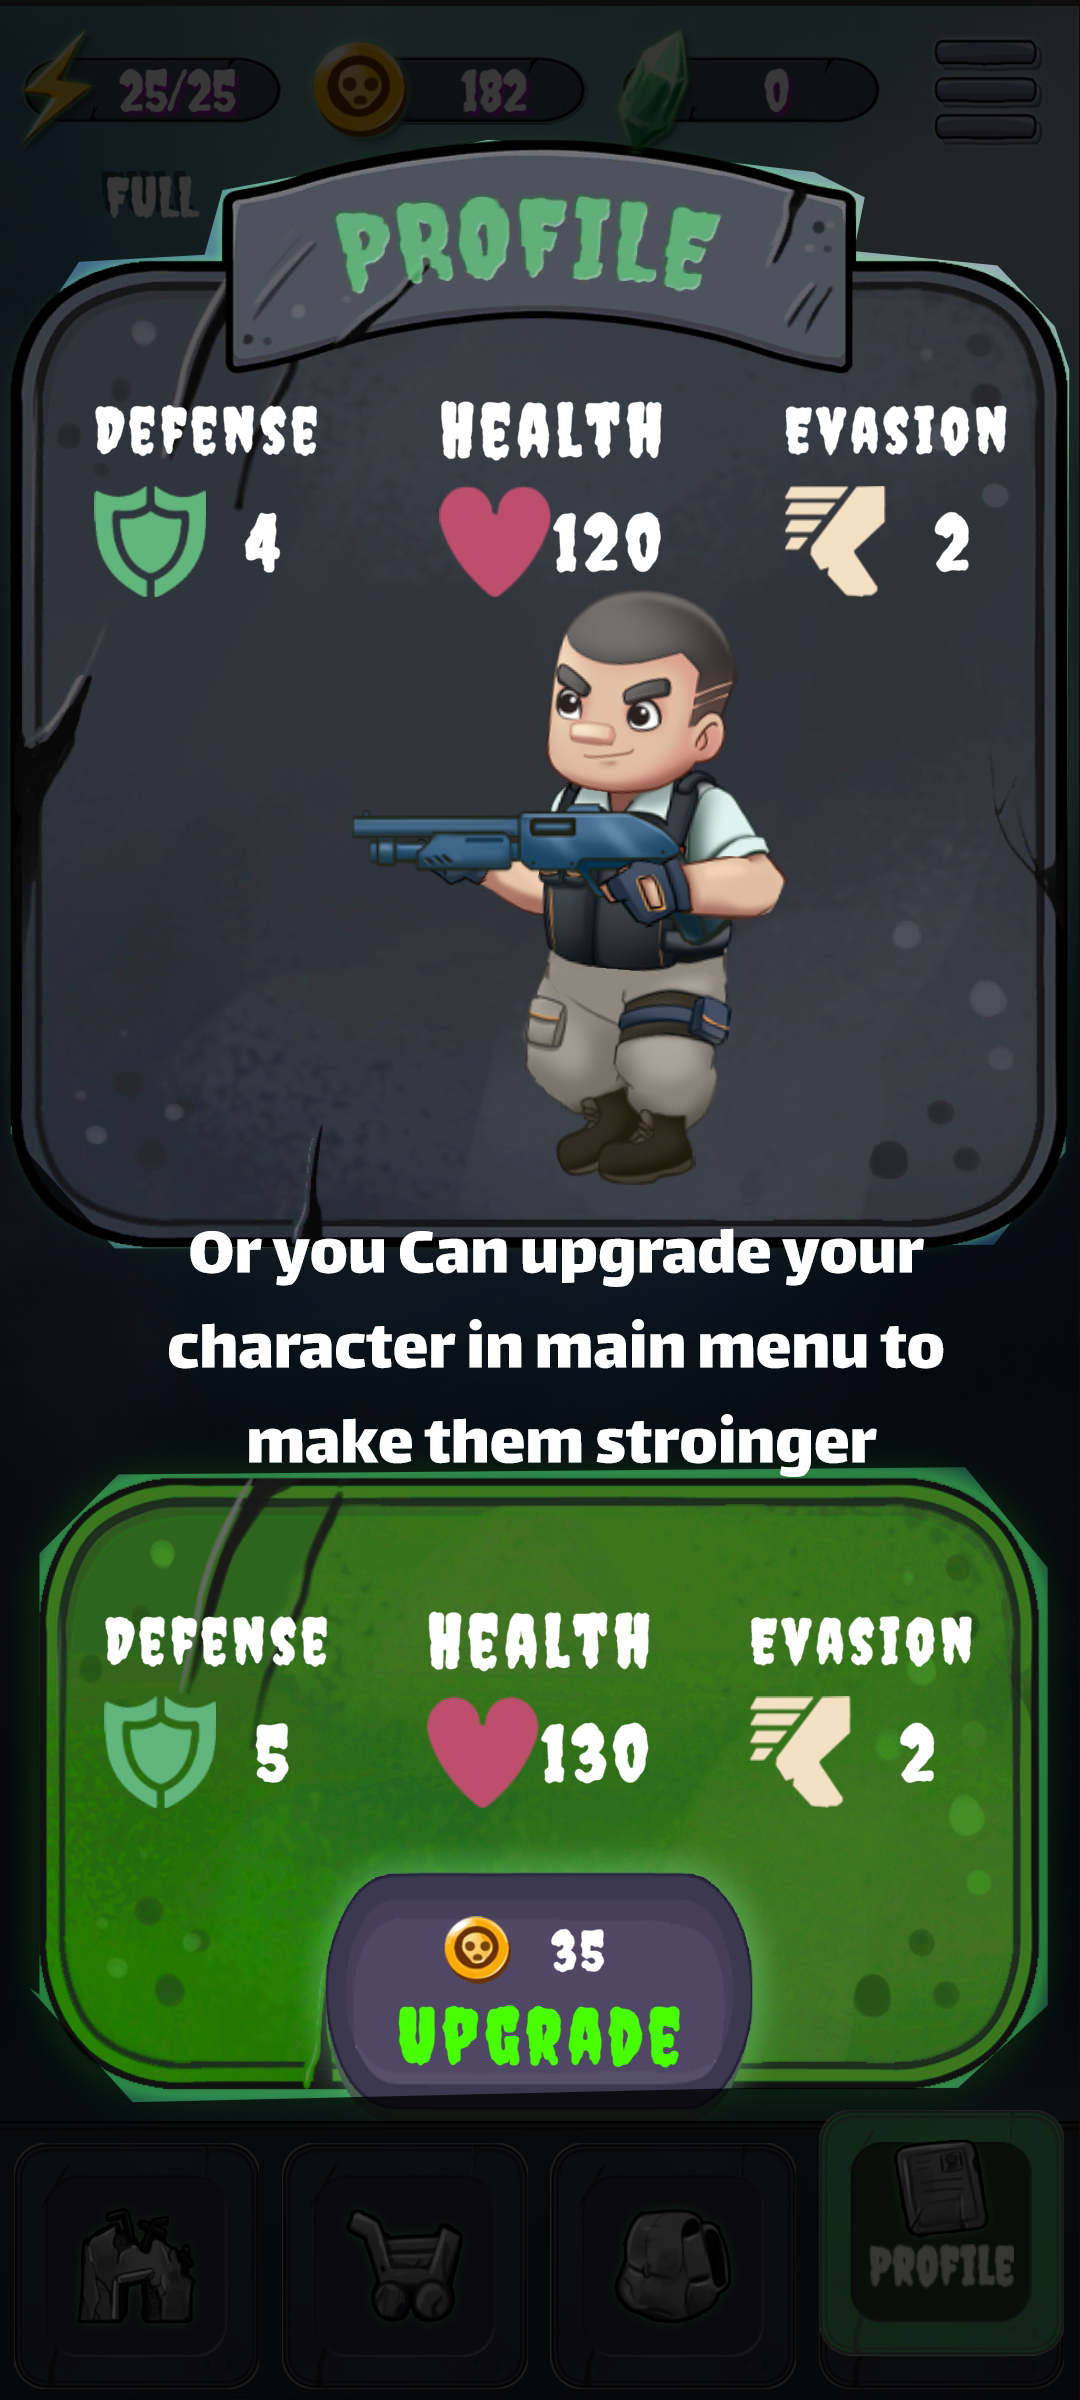 25/25 182 0
FULL
PROFILE
DEFENSE HEALTH EVASION
4 120 2
Or you Can upgrade your
character in main menu to
make them stroinger
DEFENSE HEALTH EVASION
5 130 2
35
UPGRADE
PROFILE